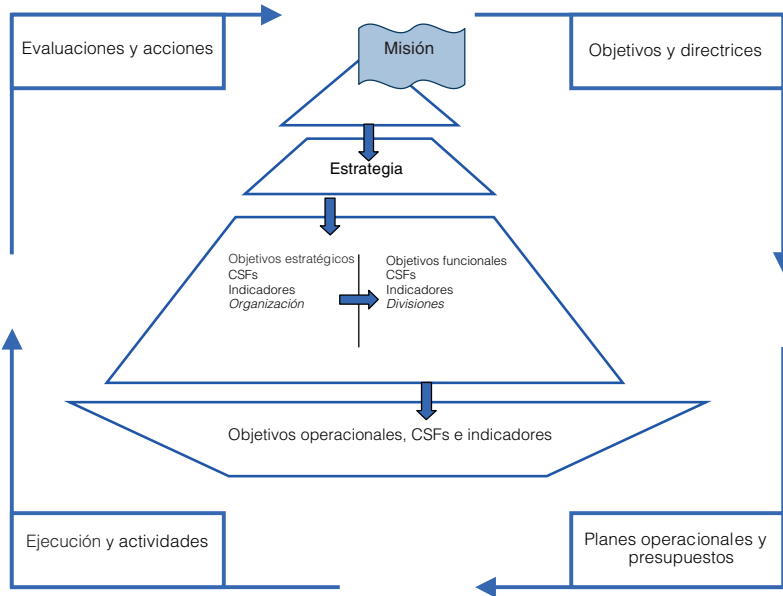 Evaluaciones y acciones
Misión
Objetivos y directrices
Estrategia
Objetivos estratégicos
CSFs
Indicadores
Organización
Objetivos funcionales
CSFs
Indicadores
Divisiones
Objetivos operacionales, CSFs e indicadores
Ejecución y actividades
Planes operacionales y
presupuestos